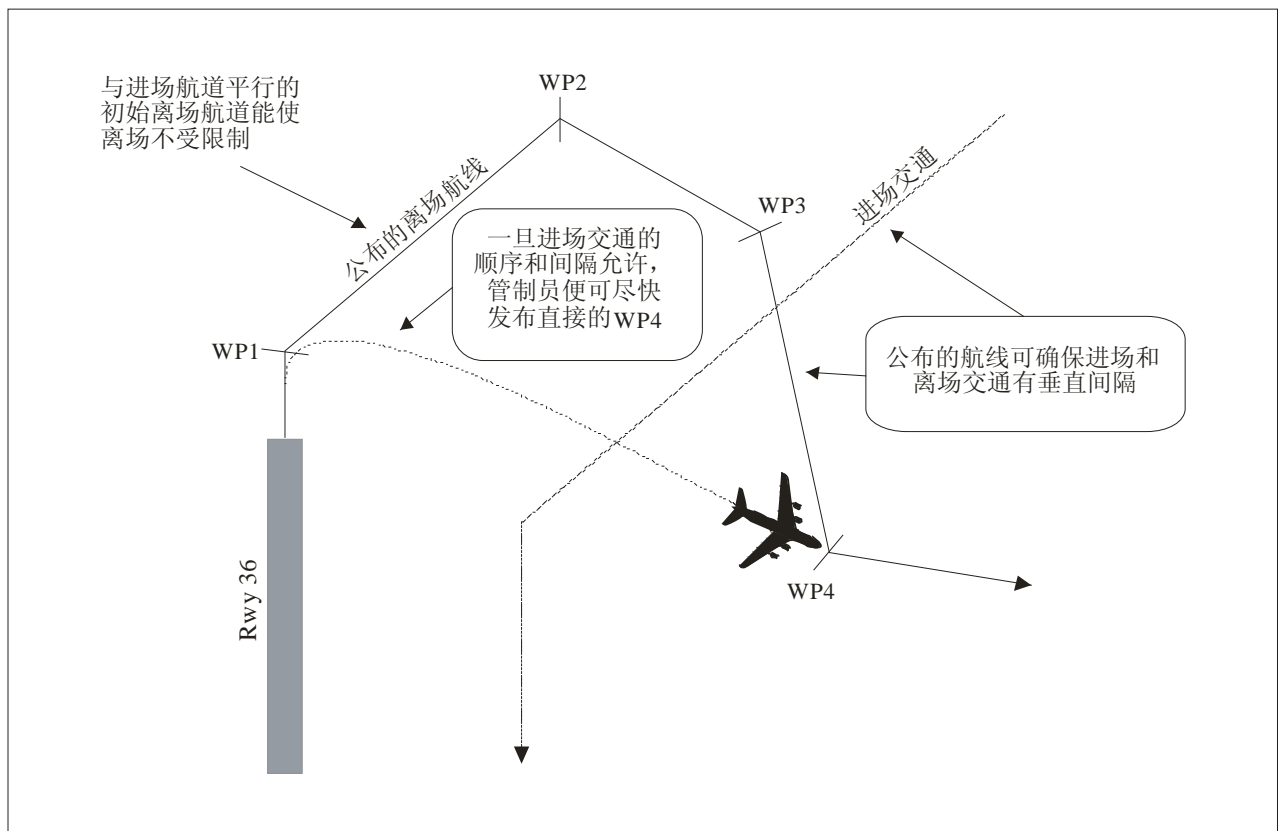 与进场航道平行的
初始离场航道能使
离场不受限制
WP2
公布的离场航线
进场交通
WP3
一旦进场交通的
顺序和间隔允许，
管制员便可尽快
发布直接的WP4
WP1
公布的航线可确保进场和
离场交通有垂直间隔
Rwy 36
WP4